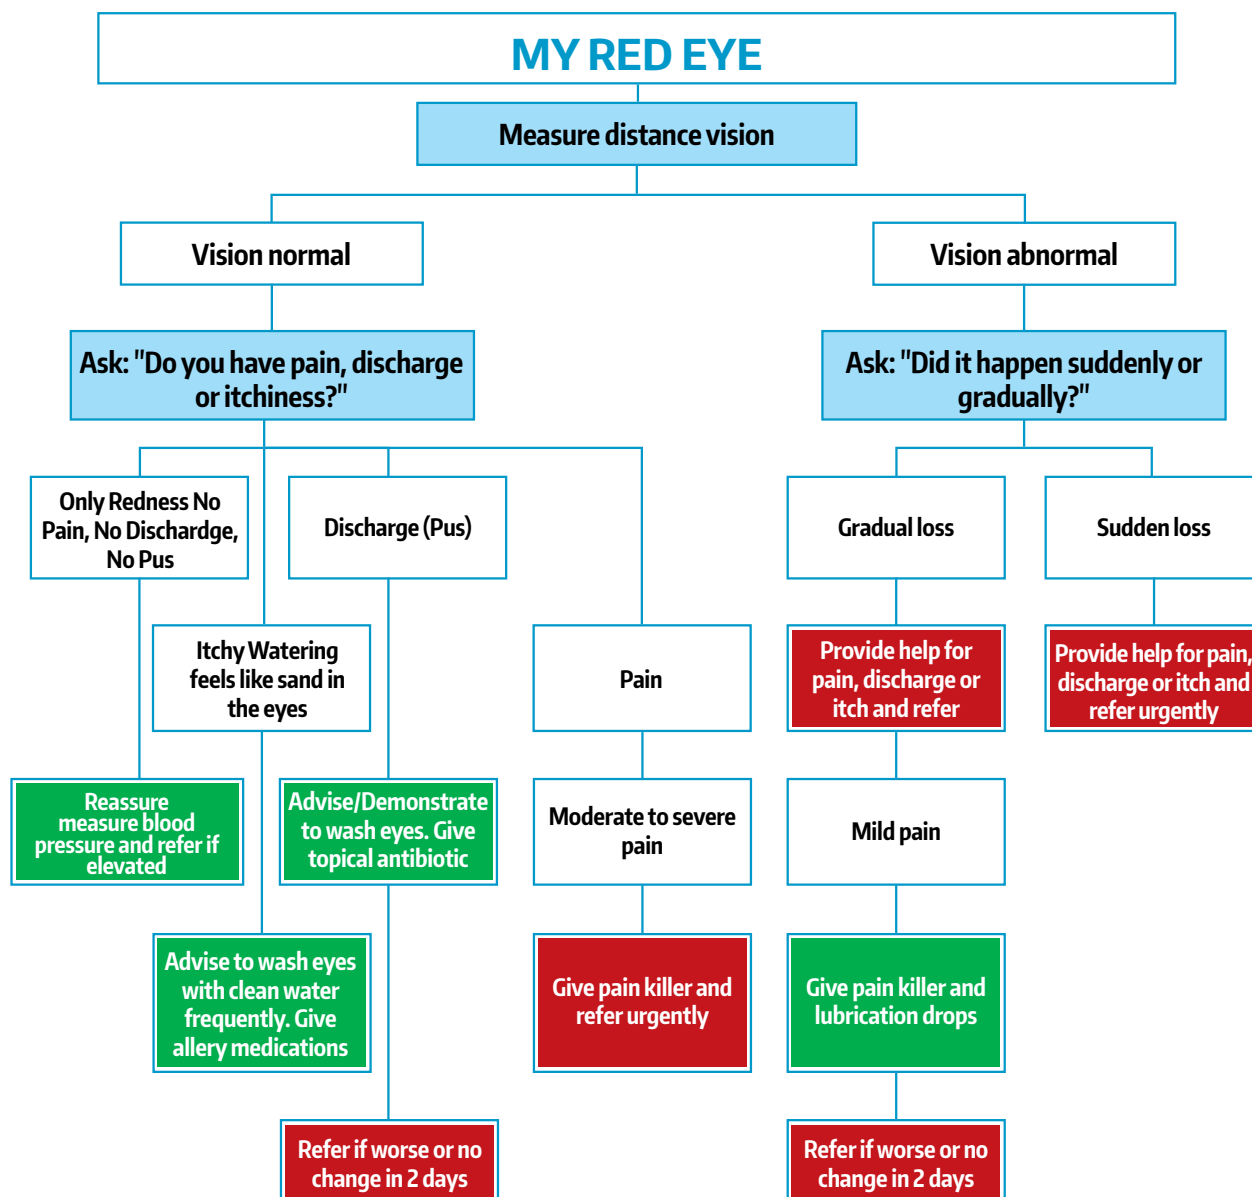 MY RED EYE
Measure distance vision
Vision normal
Vision abnormal
Ask: "Do you have pain, discharge
or itchiness?"
Ask: "Did it happen suddenly or
gradually?"
Only Redness No
Pain, No Dischardge,
No Pus
Discharge (Pus)
Gradual loss
Sudden loss
Itchy Watering
feels like sand in
the eyes
Pain
Provide help for
pain, discharge or
itch and refer
Provide help for pain,
discharge or itch and
refer urgently
Reassure
measure blood
pressure and refer if
elevated
Advise/Demonstrate
to wash eyes. Give
topical antibiotic
Moderate to severe
pain
Mild pain
Advise to wash eyes
with clean water
frequently. Give
allery medications
Give pain killer and
refer urgently
Give pain killer and
lubrication drops
Refer if worse or no
change in 2 days
Refer if worse or no
change in 2 days